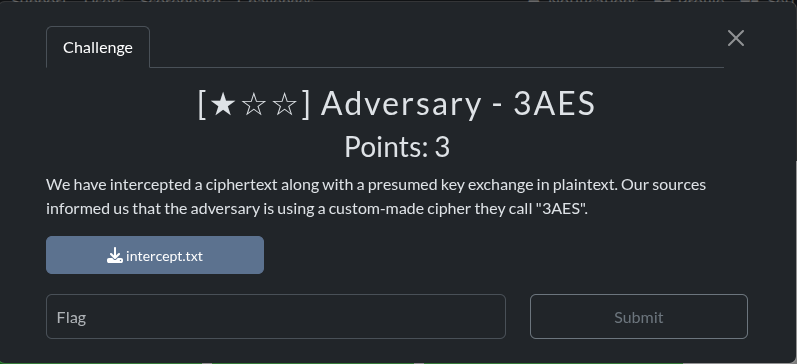 Challenge
[★☆☆] Adversary - 3AES
Points: 3
We have intercepted a ciphertext along with a presumed key exchange in plaintext. Our sources
informed us that the adversary is using a custom-made cipher they call "3AES".
intercept.txt
Flag
Submit